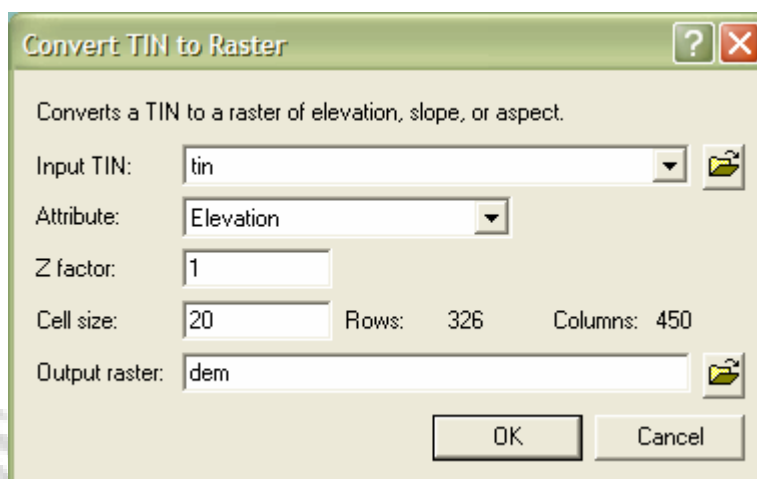 Convert TIN to Raster
Converts a TIN to a raster of elevation, slope, or aspect.
Input TIN: tin
Attribute: Elevation
Z factor: 1
Cell size: 20 Rows: 326 Columns: 450
Output raster: dem
OK Cancel